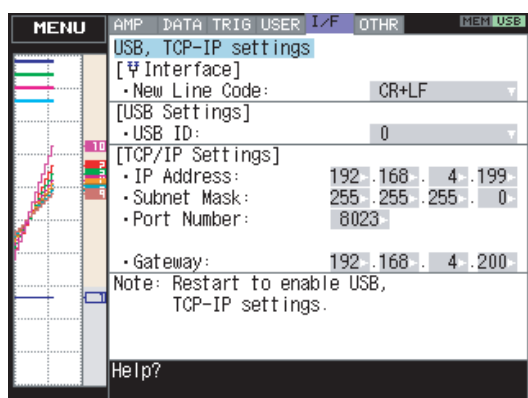 MENU AMP DATA TRIG USER I/F OTHR MEM USB
USB, TCP-IP settings
[Ψ Interface]
・New Line Code: CR+LF
[USB Settings]
・USB ID: 0
[TCP/IP Settings]
・IP Address: 192.168. 4.199
・Subnet Mask: 255.255.255. 0
・Port Number: 8023
・Gateway: 192.168. 4.200
Note: Restart to enable USB,
TCP-IP settings.
Help?
10
1